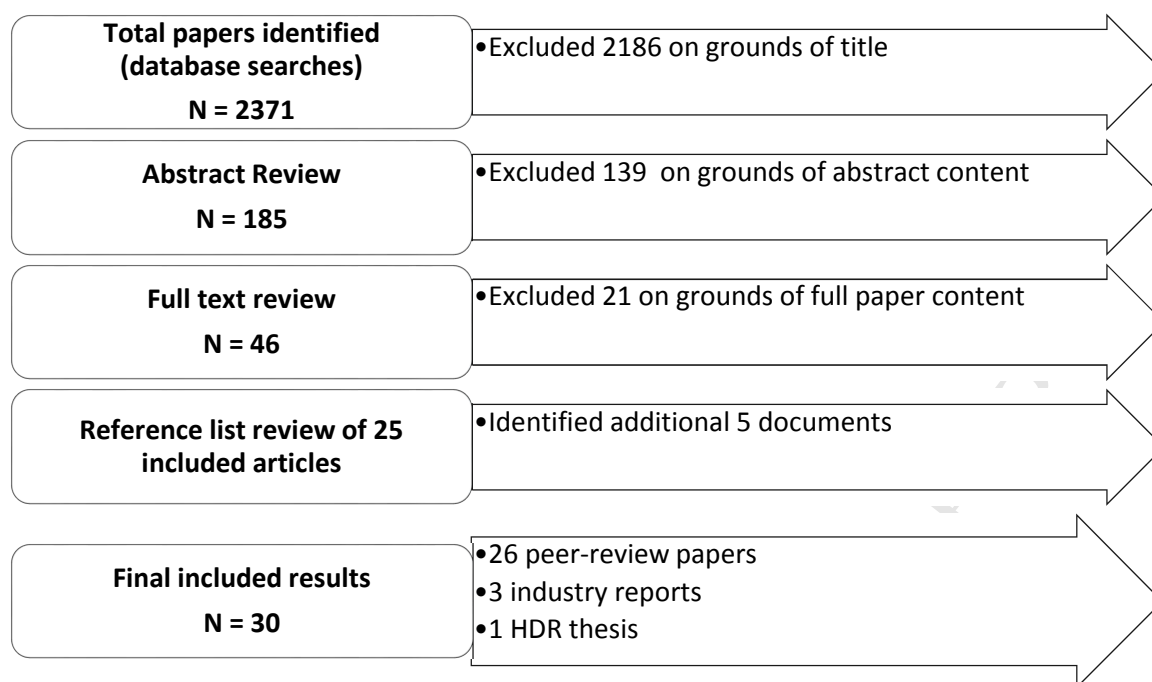 Total papers identified
(database searches)
N = 2371
•Excluded 2186 on grounds of title
Abstract Review
N = 185
•Excluded 139  on grounds of abstract content
Full text review
N = 46
•Excluded 21 on grounds of full paper content
Reference list review of 25
included articles
•Identified additional 5 documents
Final included results
N = 30
•26 peer-review papers
•3 industry reports
•1 HDR thesis